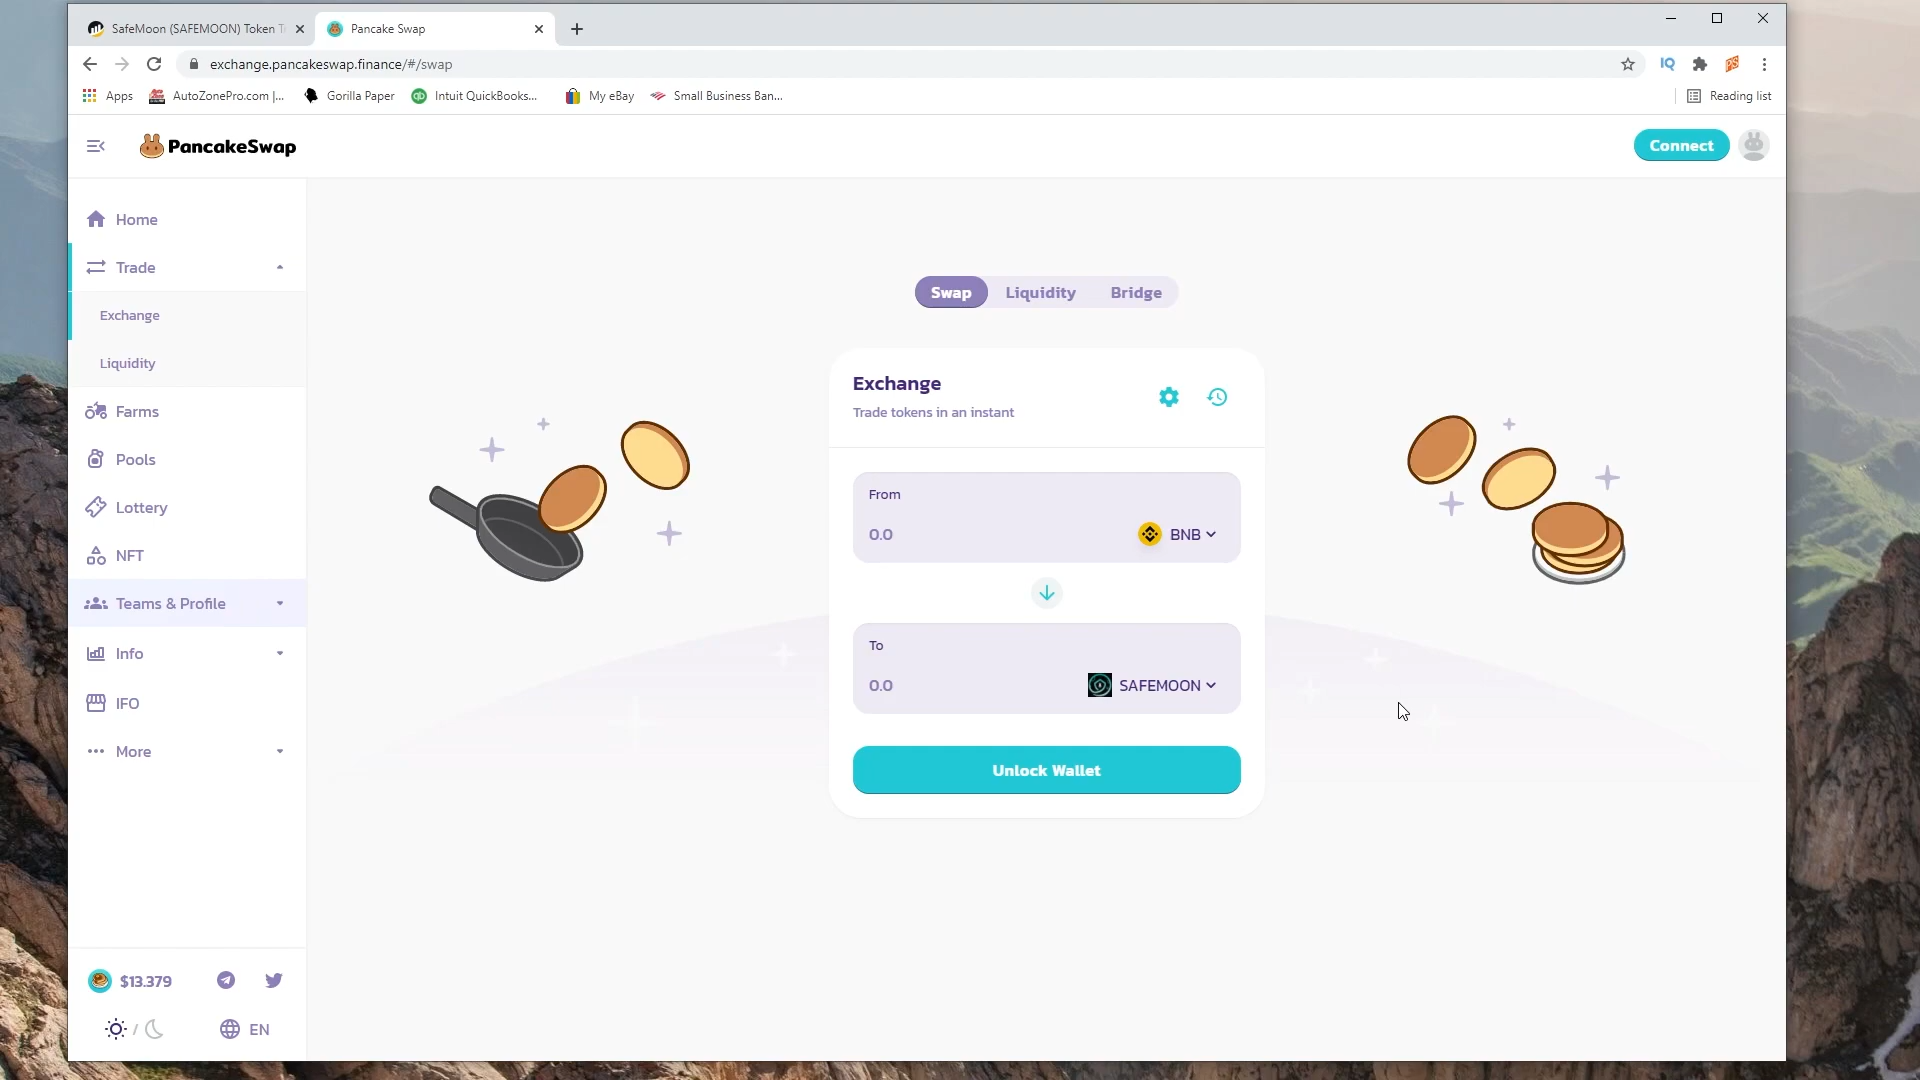 SafeMoon (SAFEMOON) Token T
Pancake Swap
exchange.pancakeswap.finance/#/swap
IQ
Apps
AutoZonePro.com |...
Gorilla Paper
Intuit QuickBooks...
My eBay
Small Business Ban...
Reading list
PancakeSwap
Connect
Home
Trade
Exchange
Liquidity
Farms
Pools
Lottery
NFT
Teams & Profile
Info
IFO
More
$13.379
/
EN
Swap
Liquidity
Bridge
Exchange
Trade tokens in an instant
From
0.0
BNB
To
0.0
SAFEMOON
Unlock Wallet